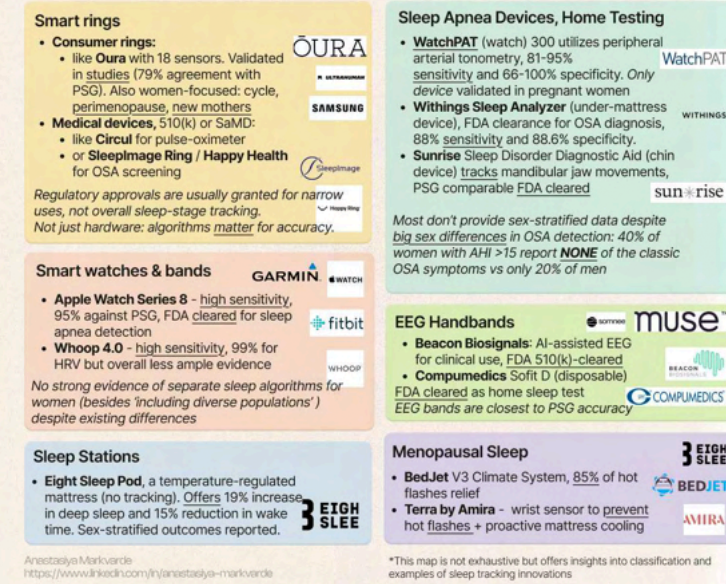 Smart rings
• Consumer rings:
• like Oura with 18 sensors. Validated
in studies (79% agreement with
PSG). Also women-focused: cycle,
perimenopause, new mothers
• Medical devices, 510(k) or SaMD:
• like Circul for pulse-oximeter
• or SleepImage Ring / Happy Health
for OSA screening
Regulatory approvals are usually granted for narrow
uses, not overall sleep-stage tracking.
Not just hardware: algorithms matter for accuracy.
ŌURA
ULTRAHUMAN
SAMSUNG
SleepImage
Happy Ring
Smart watches & bands
• Apple Watch Series 8 - high sensitivity,
95% against PSG, FDA cleared for sleep
apnea detection
• Whoop 4.0 - high sensitivity, 99% for
HRV but overall less ample evidence
No strong evidence of separate sleep algorithms for
women (besides 'including diverse populations' )
despite existing differences
GARMIN
WATCH
fitbit
WHOOP
Sleep Stations
• Eight Sleep Pod, a temperature-regulated
mattress (no tracking). Offers 19% increase
in deep sleep and 15% reduction in wake
time. Sex-stratified outcomes reported.
EIGH
SLEE
Anastasiya Markvarde
https://www.linkedin.com/in/anastasiya-markvarde
Sleep Apnea Devices, Home Testing
• WatchPAT (watch) 300 utilizes peripheral
arterial tonometry, 81-95%
sensitivity and 66-100% specificity. Only
device validated in pregnant women
• Withings Sleep Analyzer (under-mattress
device), FDA clearance for OSA diagnosis,
88% sensitivity and 88.6% specificity.
• Sunrise Sleep Disorder Diagnostic Aid (chin
device) tracks mandibular jaw movements,
PSG comparable FDA cleared
Most don't provide sex-stratified data despite
big sex differences in OSA detection: 40% of
women with AHI >15 report NONE of the classic
OSA symptoms vs only 20% of men
WatchPAT
WITHINGS
sun rise
EEG Handbands
• Beacon Biosignals: AI-assisted EEG
for clinical use, FDA 510(k)-cleared
• Compumedics Sofit D (disposable)
FDA cleared as home sleep test
EEG bands are closest to PSG accuracy
somnee
muse
BEACON
BIOSIGNALS
COMPUMEDICS
Menopausal Sleep
• BedJet V3 Climate System, 85% of hot
flashes relief
• Terra by Amira - wrist sensor to prevent
hot flashes + proactive mattress cooling
EIGH
SLEE
BEDJET
AMIRA
*This map is not exhaustive but offers insights into classification and
examples of sleep tracking innovations